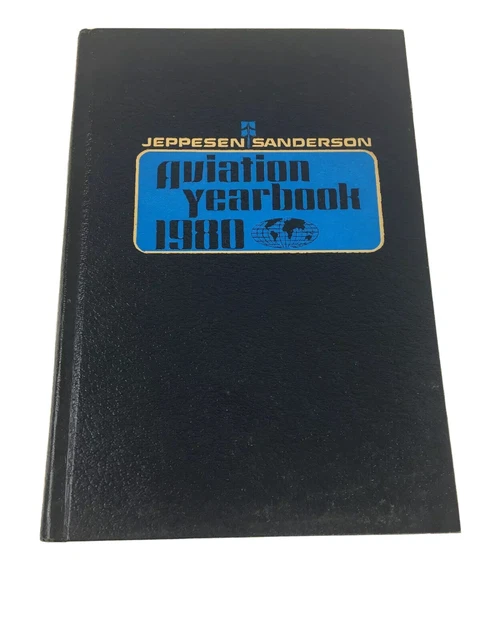 JEPPESEN SANDERSON
Aviation
Yearbook
1980